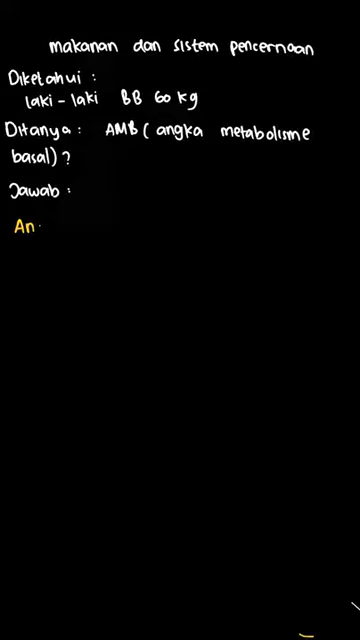 makanan dan sistem pencernaan
Diketahui :
laki - laki BB 60 kg
Ditanya : AMB ( angka metabolisme
basal) ?
Jawab :
An